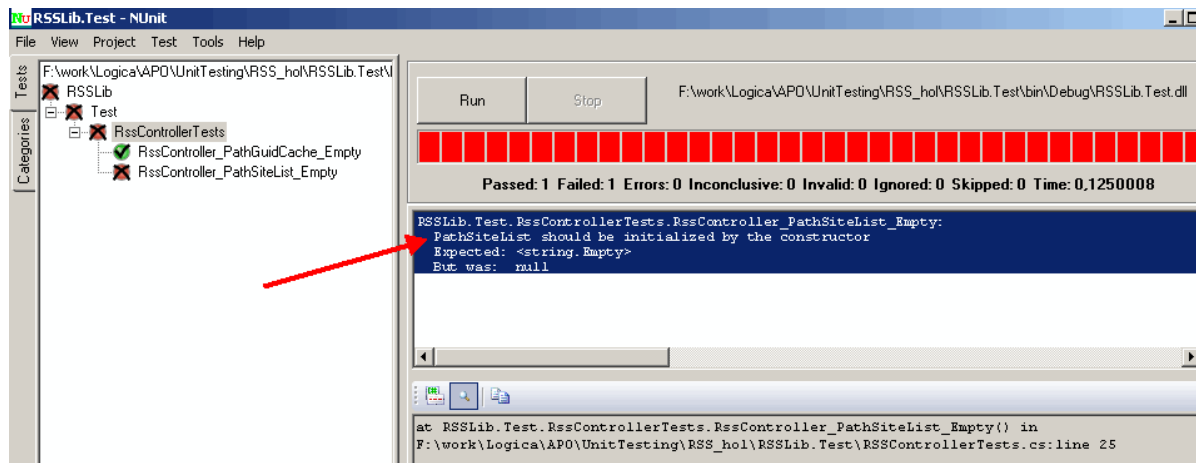 RSSLib.Test - NUnit
File View Project Test Tools Help
Tests
Categories
F:\work\Logica\APO\UnitTesting\RSS_hol\RSSLib.Test\
RSSLib
Test
RssControllerTests
RssController_PathGuidCache_Empty
RssController_PathSiteList_Empty
Run
Stop
F:\work\Logica\APO\UnitTesting\RSS_hol\RSSLib.Test\bin\Debug\RSSLib.Test.dll
Passed: 1 Failed: 1 Errors: 0 Inconclusive: 0 Invalid: 0 Ignored: 0 Skipped: 0 Time: 0,1250008
RSSLib.Test.RssControllerTests.RssController_PathSiteList_Empty:
PathSiteList should be initialized by the constructor
Expected: <string.Empty>
But was: null
at RSSLib.Test.RssControllerTests.RssController_PathSiteList_Empty() in
F:\work\Logica\APO\UnitTesting\RSS_hol\RSSLib.Test\RSSControllerTests.cs:line 25